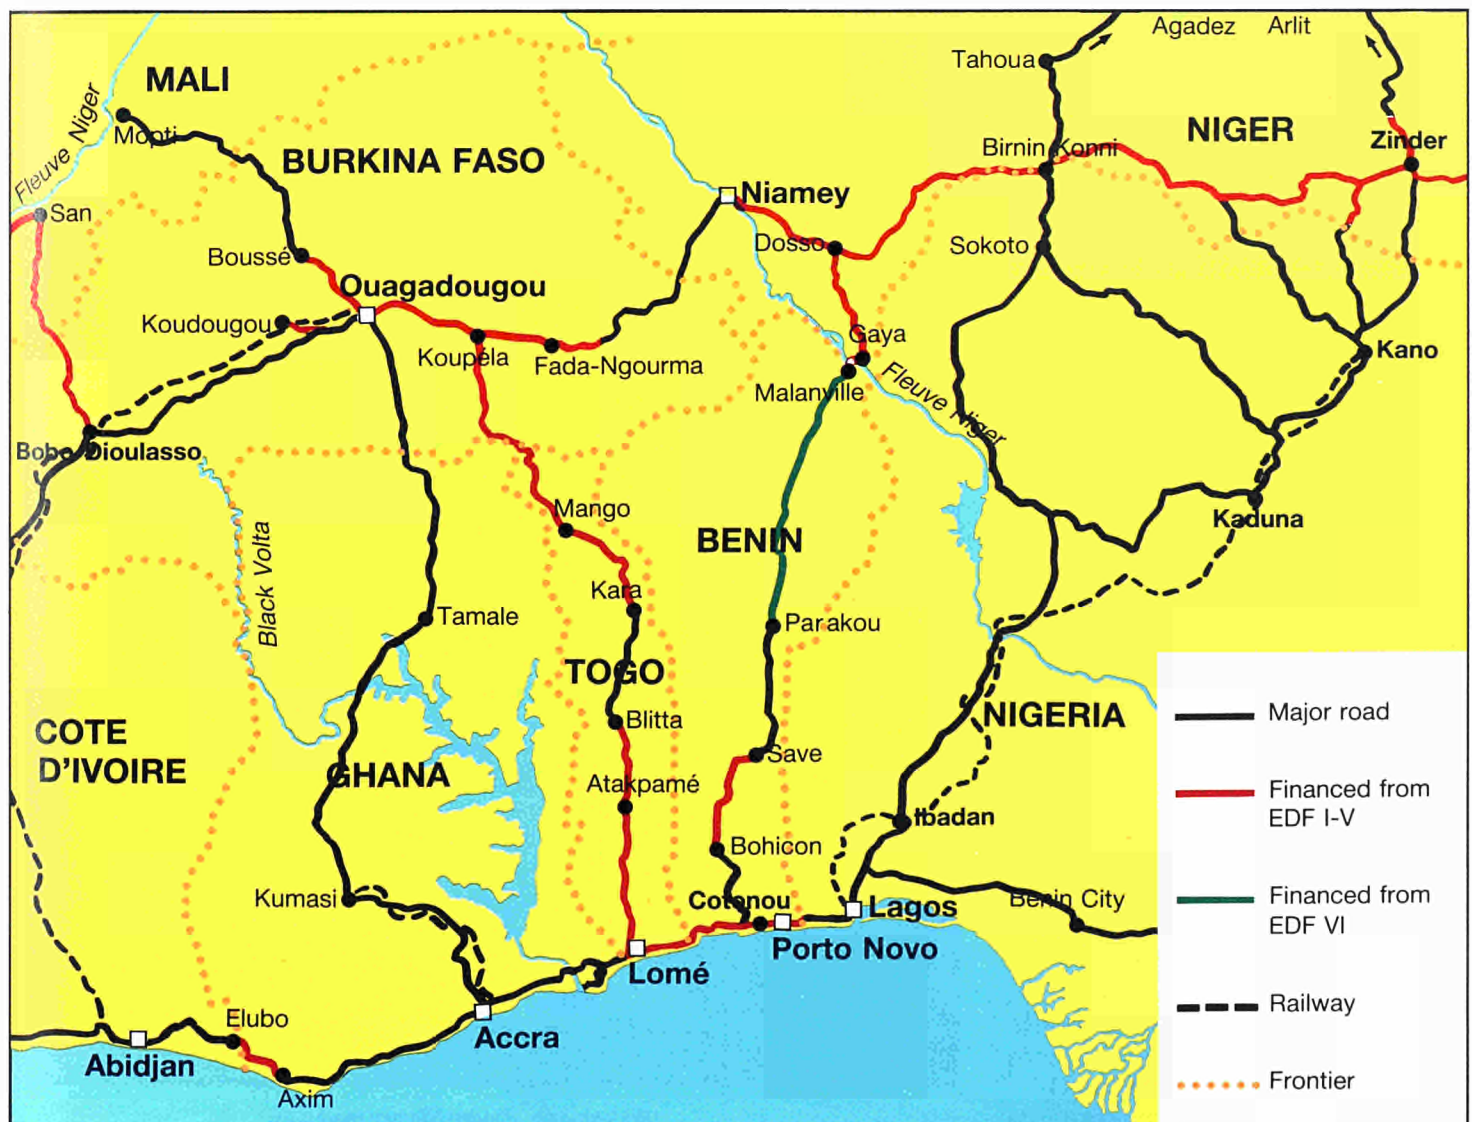 Agadez
Arlit
Tahoua
MALI
Fleuve Niger
Mopti
NIGER
Zinder
BURKINA FASO
Birnin Konni
Niamey
San
Dosso
Sokoto
Boussé
Ouagadougou
Koudougou
Koupéla
Fada-Ngourma
Gaya
Kano
Malanville
Fleuve Niger
Bobo Dioulasso
Mango
Kaduna
BENIN
Black Volta
Kara
Tamale
Parakou
TOGO
Blitta
NIGERIA
Major road
COTE
D'IVOIRE
GHANA
Save
Atakpamé
Financed from
EDF I-V
Ibadan
Bohicon
Kumasi
Cotonou
Lagos
Benin City
Financed from
EDF VI
Porto Novo
Lomé
Railway
Elubo
Accra
Abidjan
Axim
Frontier